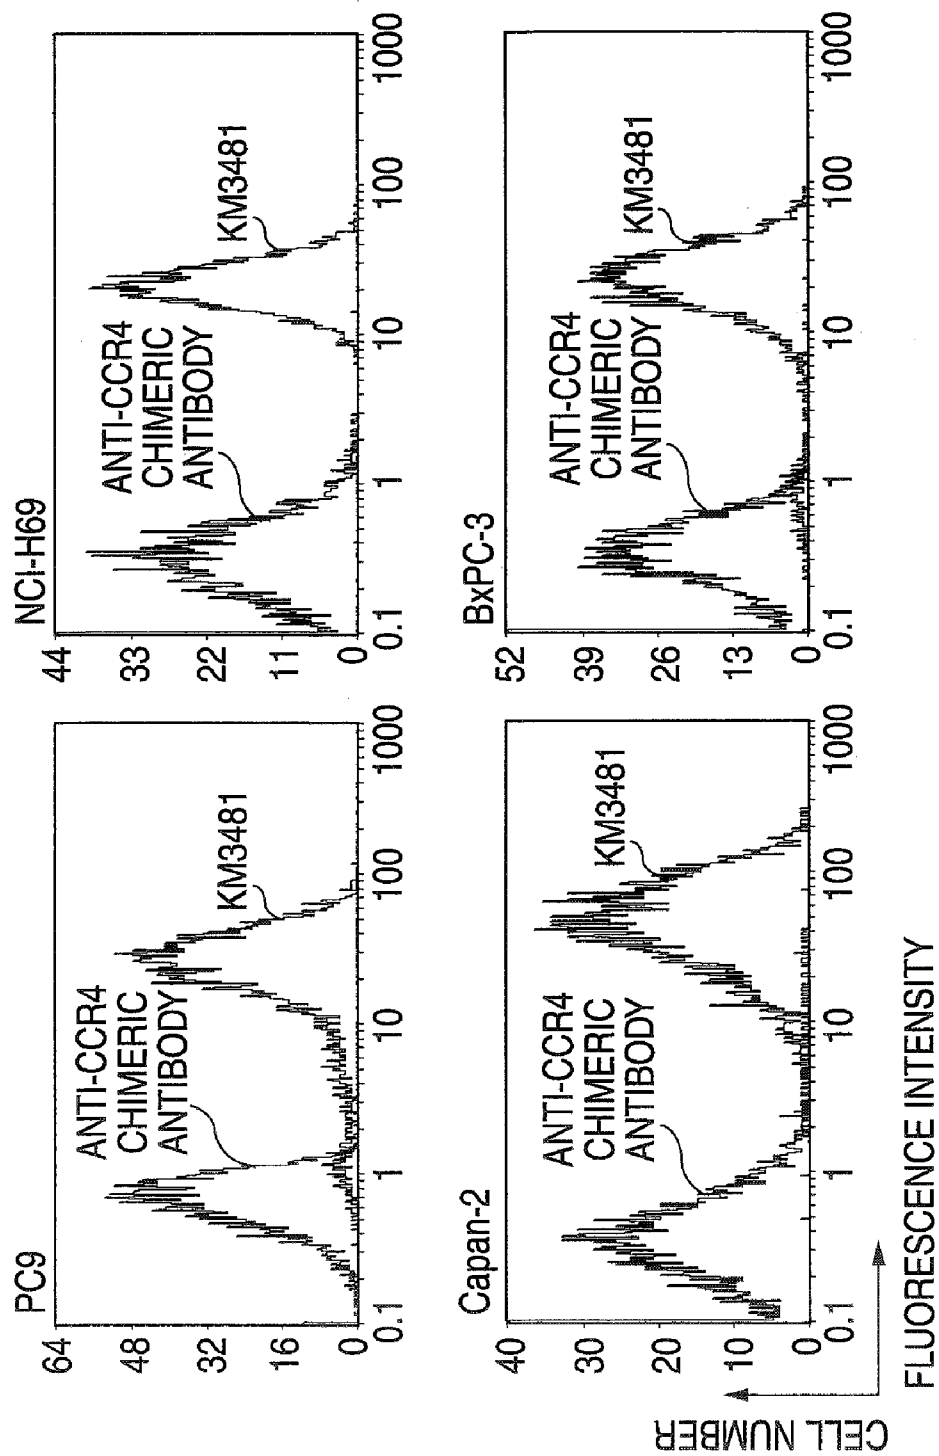 PC9
64
48
32
16
0
ANTI-CCR4
CHIMERIC
ANTIBODY
KM3481
0.1
1
10
100
1000
NCI-H69
44
33
22
11
0
ANTI-CCR4
CHIMERIC
ANTIBODY
KM3481
0.1
1
10
100
1000
Capan-2
40
30
20
10
0
ANTI-CCR4
CHIMERIC
ANTIBODY
KM3481
0.1
1
10
100
1000
BxPC-3
52
39
26
13
0
ANTI-CCR4
CHIMERIC
ANTIBODY
KM3481
0.1
1
10
100
1000
CELL NUMBER
FLUORESCENCE INTENSITY